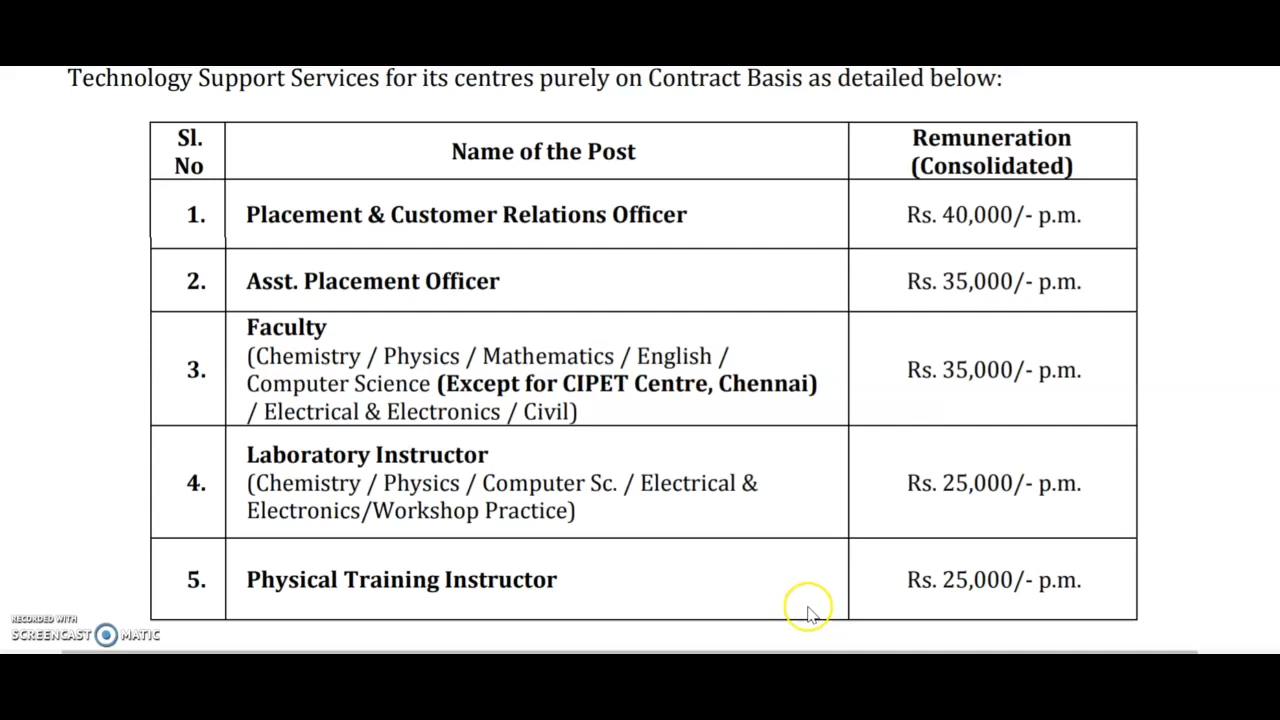 Technology Support Services for its centres purely on Contract Basis as detailed below:
Sl. No
Name of the Post
Remuneration
(Consolidated)
1.
Placement & Customer Relations Officer
Rs. 40,000/- p.m.
2.
Asst. Placement Officer
Rs. 35,000/- p.m.
3.
Faculty
(Chemistry / Physics / Mathematics / English /
Computer Science (Except for CIPET Centre, Chennai)
/ Electrical & Electronics / Civil)
Rs. 35,000/- p.m.
4.
Laboratory Instructor
(Chemistry / Physics / Computer Sc. / Electrical &
Electronics/Workshop Practice)
Rs. 25,000/- p.m.
5.
Physical Training Instructor
Rs. 25,000/- p.m.
RECORDED WITH
SCREENCAST MATIC